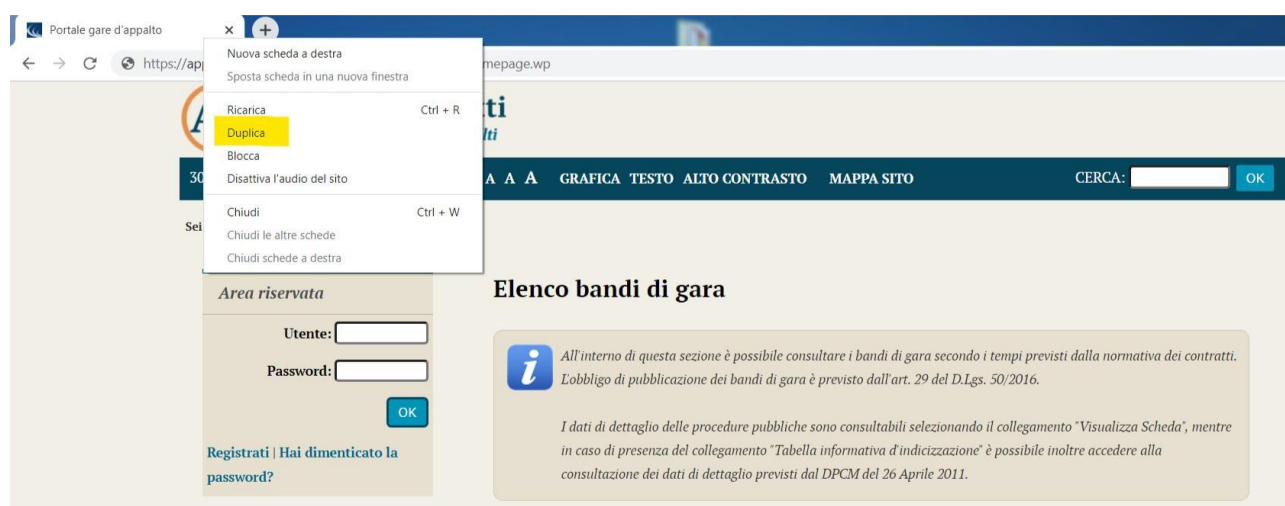 Portale gare d'appalto
https://app
mepage.wp
Nuova scheda a destra
Sposta scheda in una nuova finestra
Ricarica Ctrl + R
Duplica
Blocca
Disattiva l'audio del sito
Chiudi Ctrl + W
Chiudi le altre schede
Chiudi schede a destra
A
tti
lti
30
A A A GRAFICA TESTO ALTO CONTRASTO MAPPA SITO CERCA: OK
Sei
Area riservata
Utente:
Password:
OK
Registrati | Hai dimenticato la
password?
Elenco bandi di gara
All'interno di questa sezione è possibile consultare i bandi di gara secondo i tempi previsti dalla normativa dei contratti.
L'obbligo di pubblicazione dei bandi di gara è previsto dall'art. 29 del D.Lgs. 50/2016.
I dati di dettaglio delle procedure pubbliche sono consultabili selezionando il collegamento "Visualizza Scheda", mentre
in caso di presenza del collegamento "Tabella informativa d'indicizzazione" è possibile inoltre accedere alla
consultazione dei dati di dettaglio previsti dal DPCM del 26 Aprile 2011.